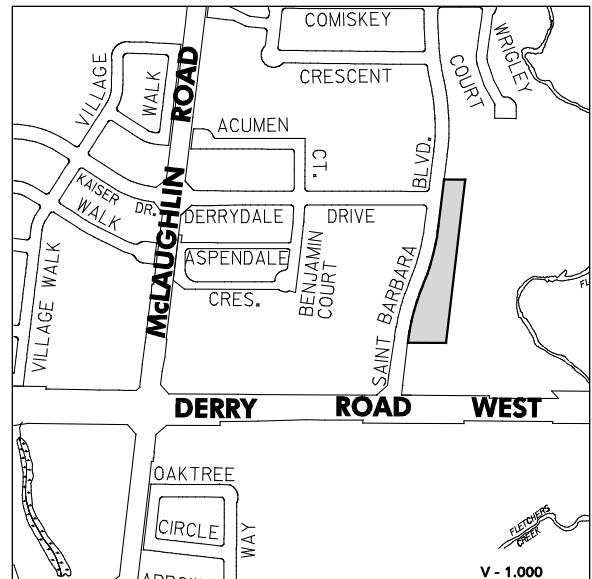 COMISKEY
WRIGLEY
COURT
CRESCENT
VILLAGE
WALK
McLAUGHLIN ROAD
ACUMEN
CT.
BLVD.
KAISER DR.
WALK
DERRYDALE DRIVE
ASPENDALE
CRES.
BENJAMIN
COURT
SAINT BARBARA
VILLAGE WALK
DERRY ROAD WEST
OAKTREE
CIRCLE
WAY
FLETCHERS
CREEK
V - 1.000